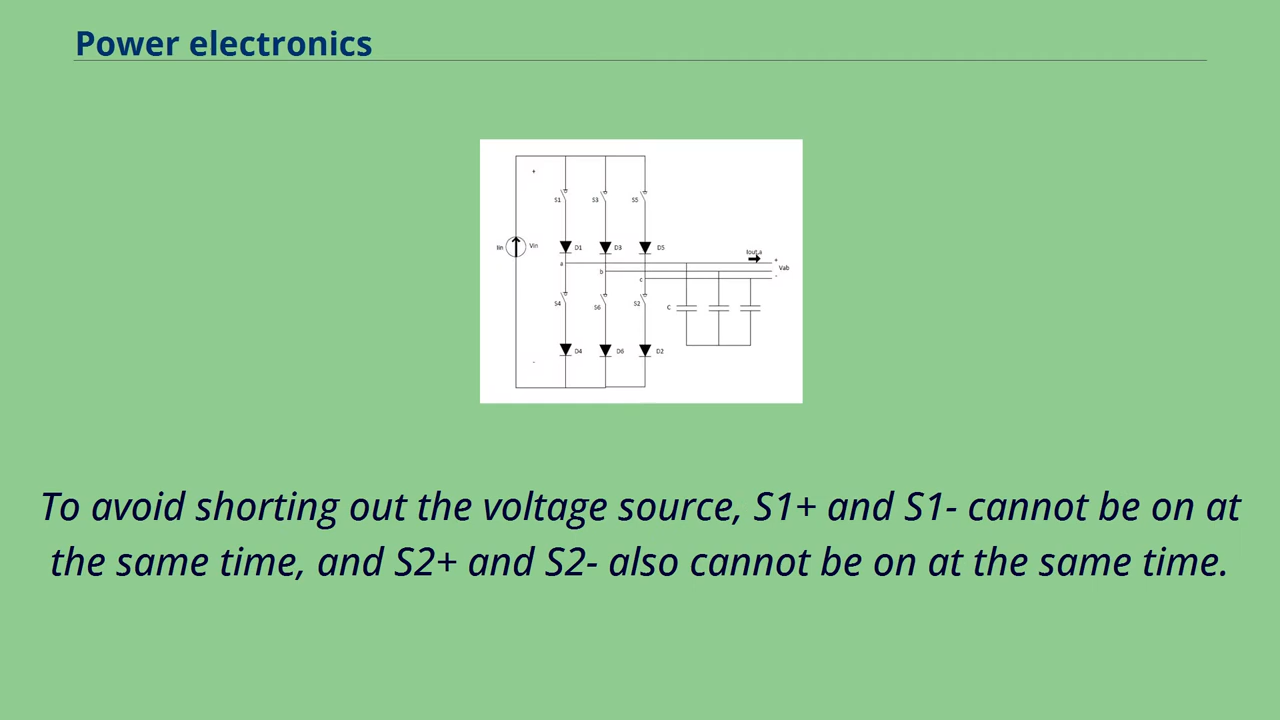 Power electronics
+
S1 S3 S5
Iin Vin D1 D3 D5
Iout,a
a +
b Vab
c -
S4 S6 S2 C
D4 D6 D2
-
To avoid shorting out the voltage source, S1+ and S1- cannot be on at
the same time, and S2+ and S2- also cannot be on at the same time.